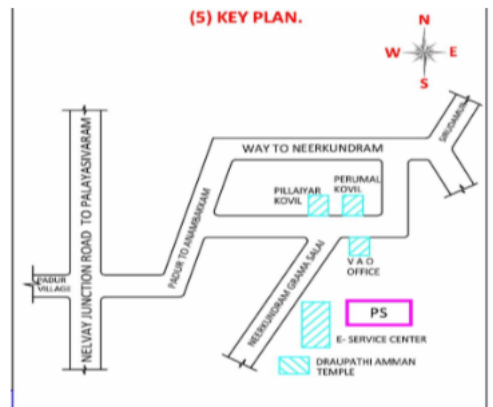 (5) KEY PLAN.
N
W E
S
SIRUDAMUR
WAY TO NEERKUNDRAM
PILLAIYAR
KOVIL
PERUMAL
KOVIL
NELVAY JUNCTION ROAD TO PALAYASIVARAM
PADUR TO ANAMBAKKAM
PADUR
VILLAGE
V A O
OFFICE
NEERKUNDRAM GRAMA SALAI
PS
E- SERVICE CENTER
DRAUPATHI AMMAN
TEMPLE